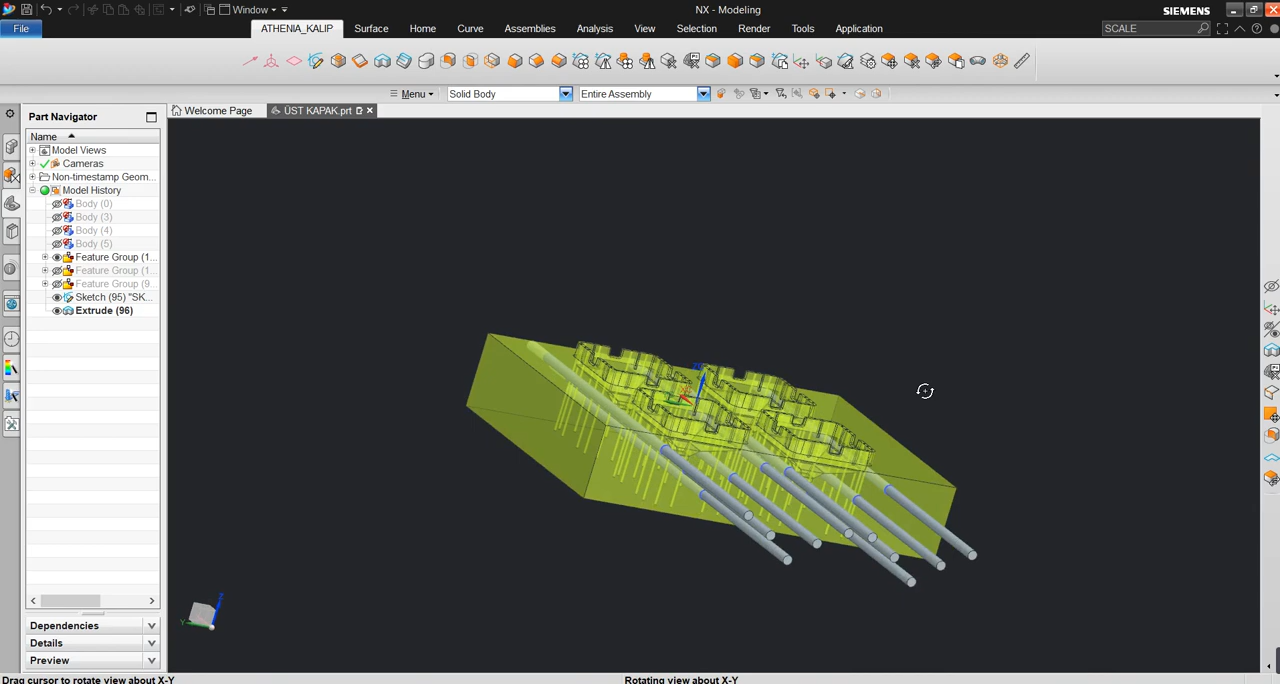 Window
NX - Modeling
SIEMENS
File
ATHENIA_KALIP
Surface
Home
Curve
Assemblies
Analysis
View
Selection
Render
Tools
Application
SCALE
Menu
Solid Body
Entire Assembly
Part Navigator
Welcome Page
ÜST KAPAK.prt
Name
Model Views
Cameras
Non-timestamp Geom...
Model History
Body (0)
Body (3)
Body (4)
Body (5)
Feature Group (1...
Feature Group (1...
Feature Group (9...
Sketch (95) "SK...
Extrude (96)
Dependencies
Details
Preview
Drag cursor to rotate view about X-Y
Rotating view about X-Y